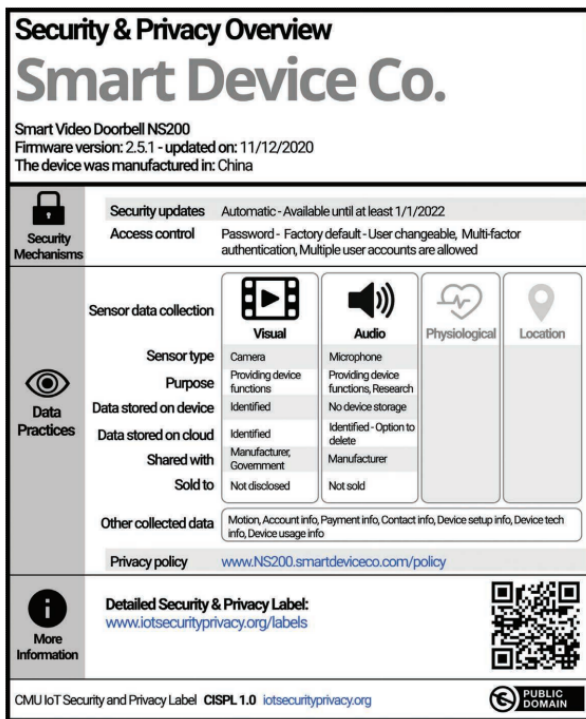 Security & Privacy Overview
Smart Device Co.
Smart Video Doorbell NS200
Firmware version: 2.5.1 - updated on: 11/12/2020
The device was manufactured in: China
Security Mechanisms
Security updates Automatic - Available until at least 1/1/2022
Access control Password - Factory default - User changeable, Multi-factor
authentication, Multiple user accounts are allowed
Data Practices
Sensor data collection Visual Audio Physiological Location
Sensor type Camera Microphone
Purpose Providing device functions Providing device functions, Research
Data stored on device Identified No device storage
Data stored on cloud Identified Identified - Option to delete
Shared with Manufacturer, Government Manufacturer
Sold to Not disclosed Not sold
Other collected data Motion, Account info, Payment info, Contact info, Device setup info, Device tech
info, Device usage info
Privacy policy www.NS200.smartdeviceco.com/policy
More Information
Detailed Security & Privacy Label:
www.iotsecurityprivacy.org/labels
CMU IoT Security and Privacy Label CISPL 1.0 iotsecurityprivacy.org
PUBLIC DOMAIN